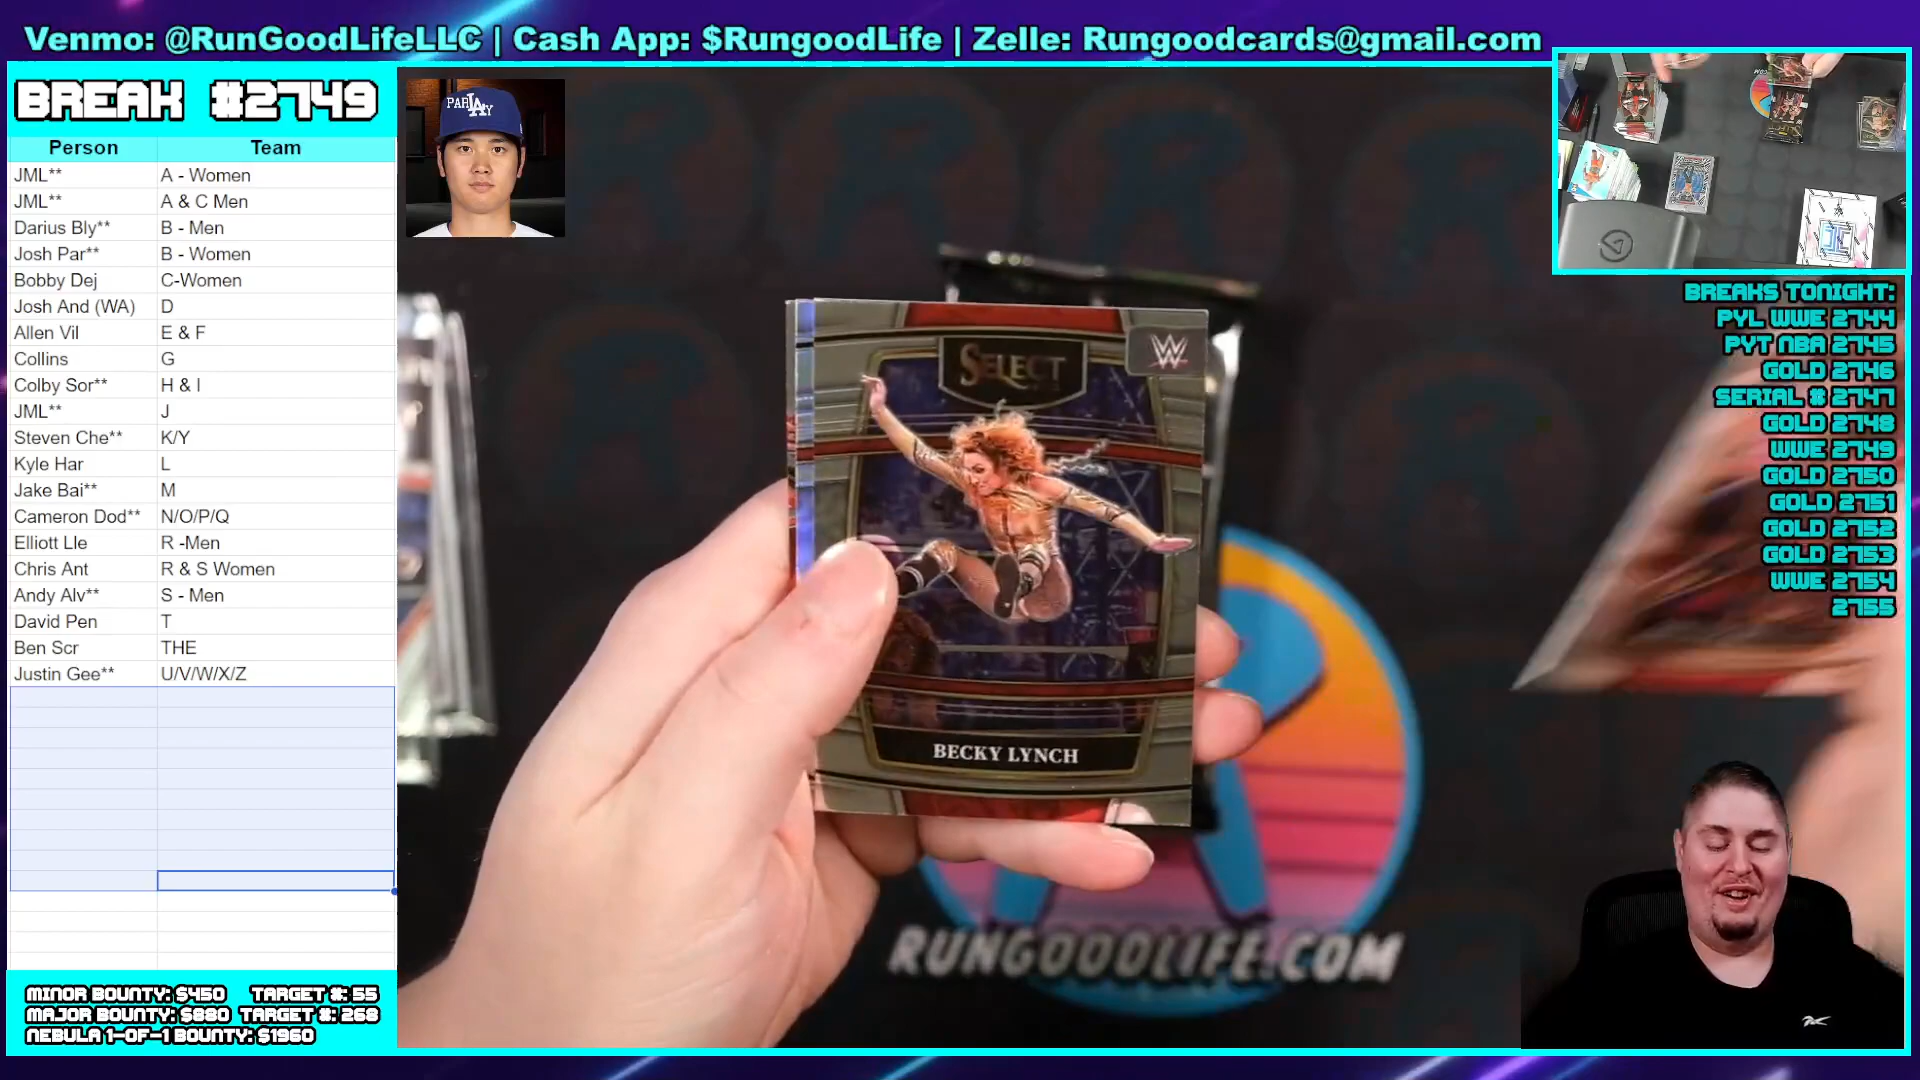 Venmo: @RunGoodLifeLLC | Cash App: $RungoodLife | Zelle: Rungoodcards@gmail.com
BREAK #2749
Person Team
JML** A - Women
JML** A & C Men
Darius Bly** B - Men
Josh Par** B - Women
Bobby Dej C-Women
Josh And (WA) D
Allen Vil E & F
Collins G
Colby Sor** H & I
JML** J
Steven Che** K/Y
Kyle Har L
Jake Bai** M
Cameron Dod** N/O/P/Q
Elliott Lle R -Men
Chris Ant R & S Women
Andy Alv** S - Men
David Pen T
Ben Scr THE
Justin Gee** U/V/W/X/Z
MINOR BOUNTY: $450 TARGET #: 55
MAJOR BOUNTY: $880 TARGET #: 268
NEBULA 1-OF-1 BOUNTY: $1960
PARLAY
SELECT
W
BECKY LYNCH
RUNGOODLIFE.COM
BREAKS TONIGHT:
PYL WWE 2744
PYT NBA 2745
GOLD 2746
SERIAL # 2747
GOLD 2748
WWE 2749
GOLD 2750
GOLD 2751
GOLD 2752
GOLD 2753
WWE 2754
2755